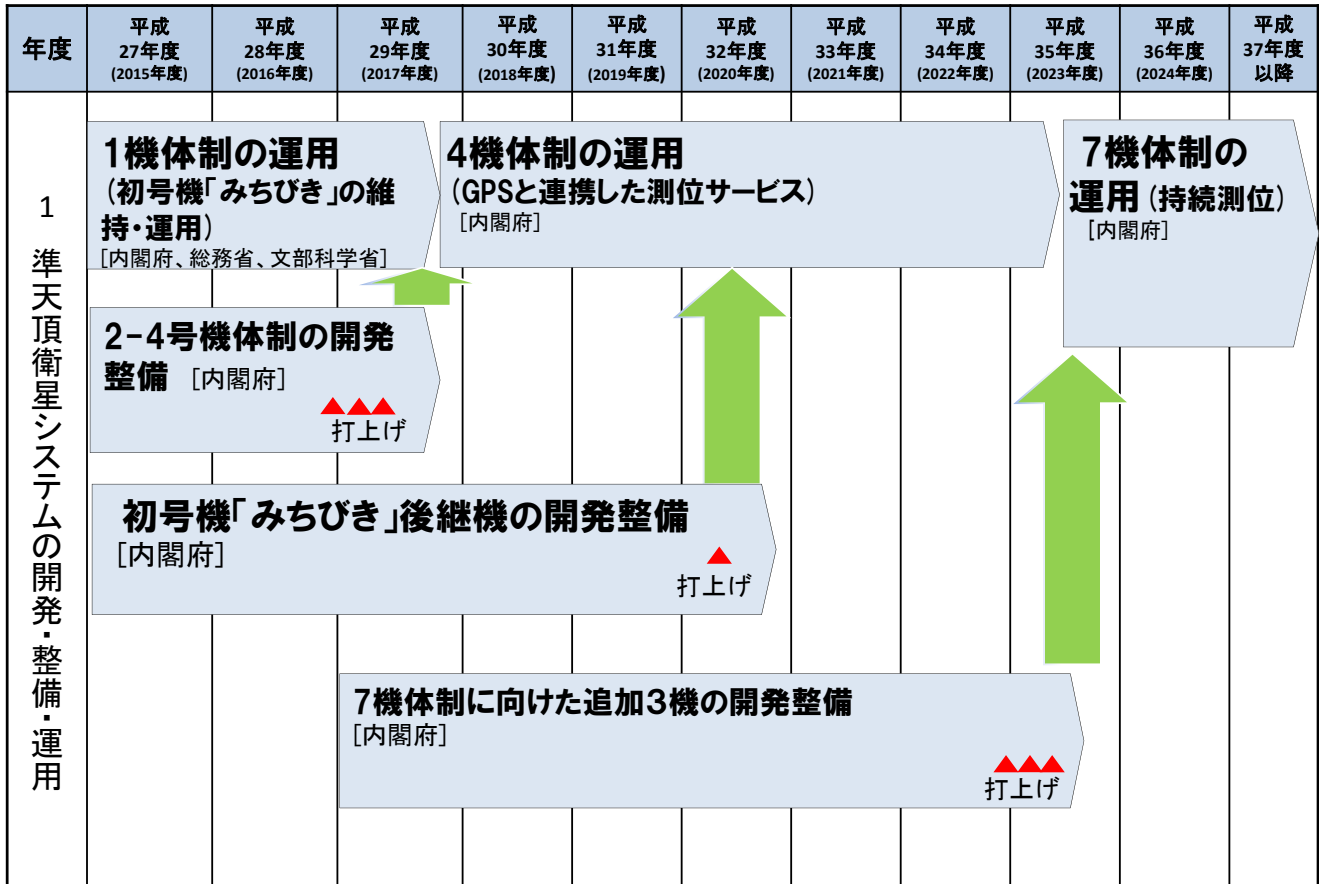 年度
平成
27年度
(2015年度)
平成
28年度
(2016年度)
平成
29年度
(2017年度)
平成
30年度
(2018年度)
平成
31年度
(2019年度)
平成
32年度
(2020年度)
平成
33年度
(2021年度)
平成
34年度
(2022年度)
平成
35年度
(2023年度)
平成
36年度
(2024年度)
平成
37年度
以降
1 準天頂衛星システムの開発・整備・運用
1機体制の運用
(初号機「みちびき」の維
持・運用)
[内閣府、総務省、文部科学省]
4機体制の運用
(GPSと連携した測位サービス)
[内閣府]
7機体制の
運用(持続測位)
[内閣府]
2-4号機体制の開発
整備 [内閣府]
▲▲▲
打上げ
初号機「みちびき」後継機の開発整備
[内閣府]
▲
打上げ
7機体制に向けた追加3機の開発整備
[内閣府]
▲▲▲
打上げ